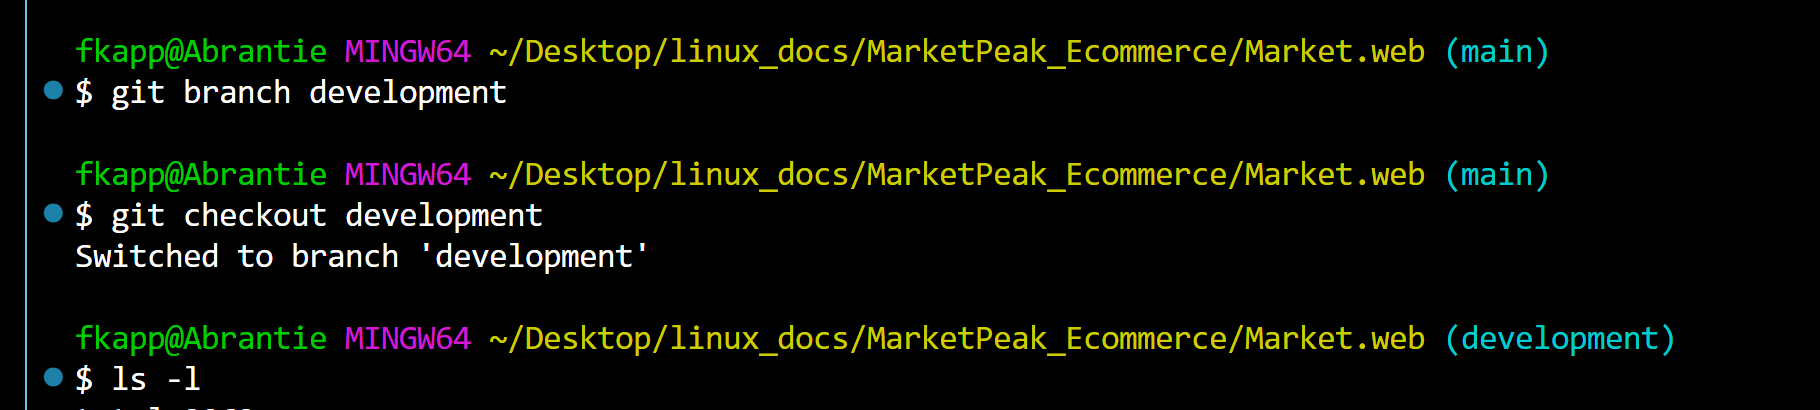 fkapp@Abrantie MINGW64 ~/Desktop/linux_docs/MarketPeak_Ecommerce/Market.web (main)
$ git branch development
fkapp@Abrantie MINGW64 ~/Desktop/linux_docs/MarketPeak_Ecommerce/Market.web (main)
$ git checkout development
Switched to branch 'development'
fkapp@Abrantie MINGW64 ~/Desktop/linux_docs/MarketPeak_Ecommerce/Market.web (development)
$ ls -l